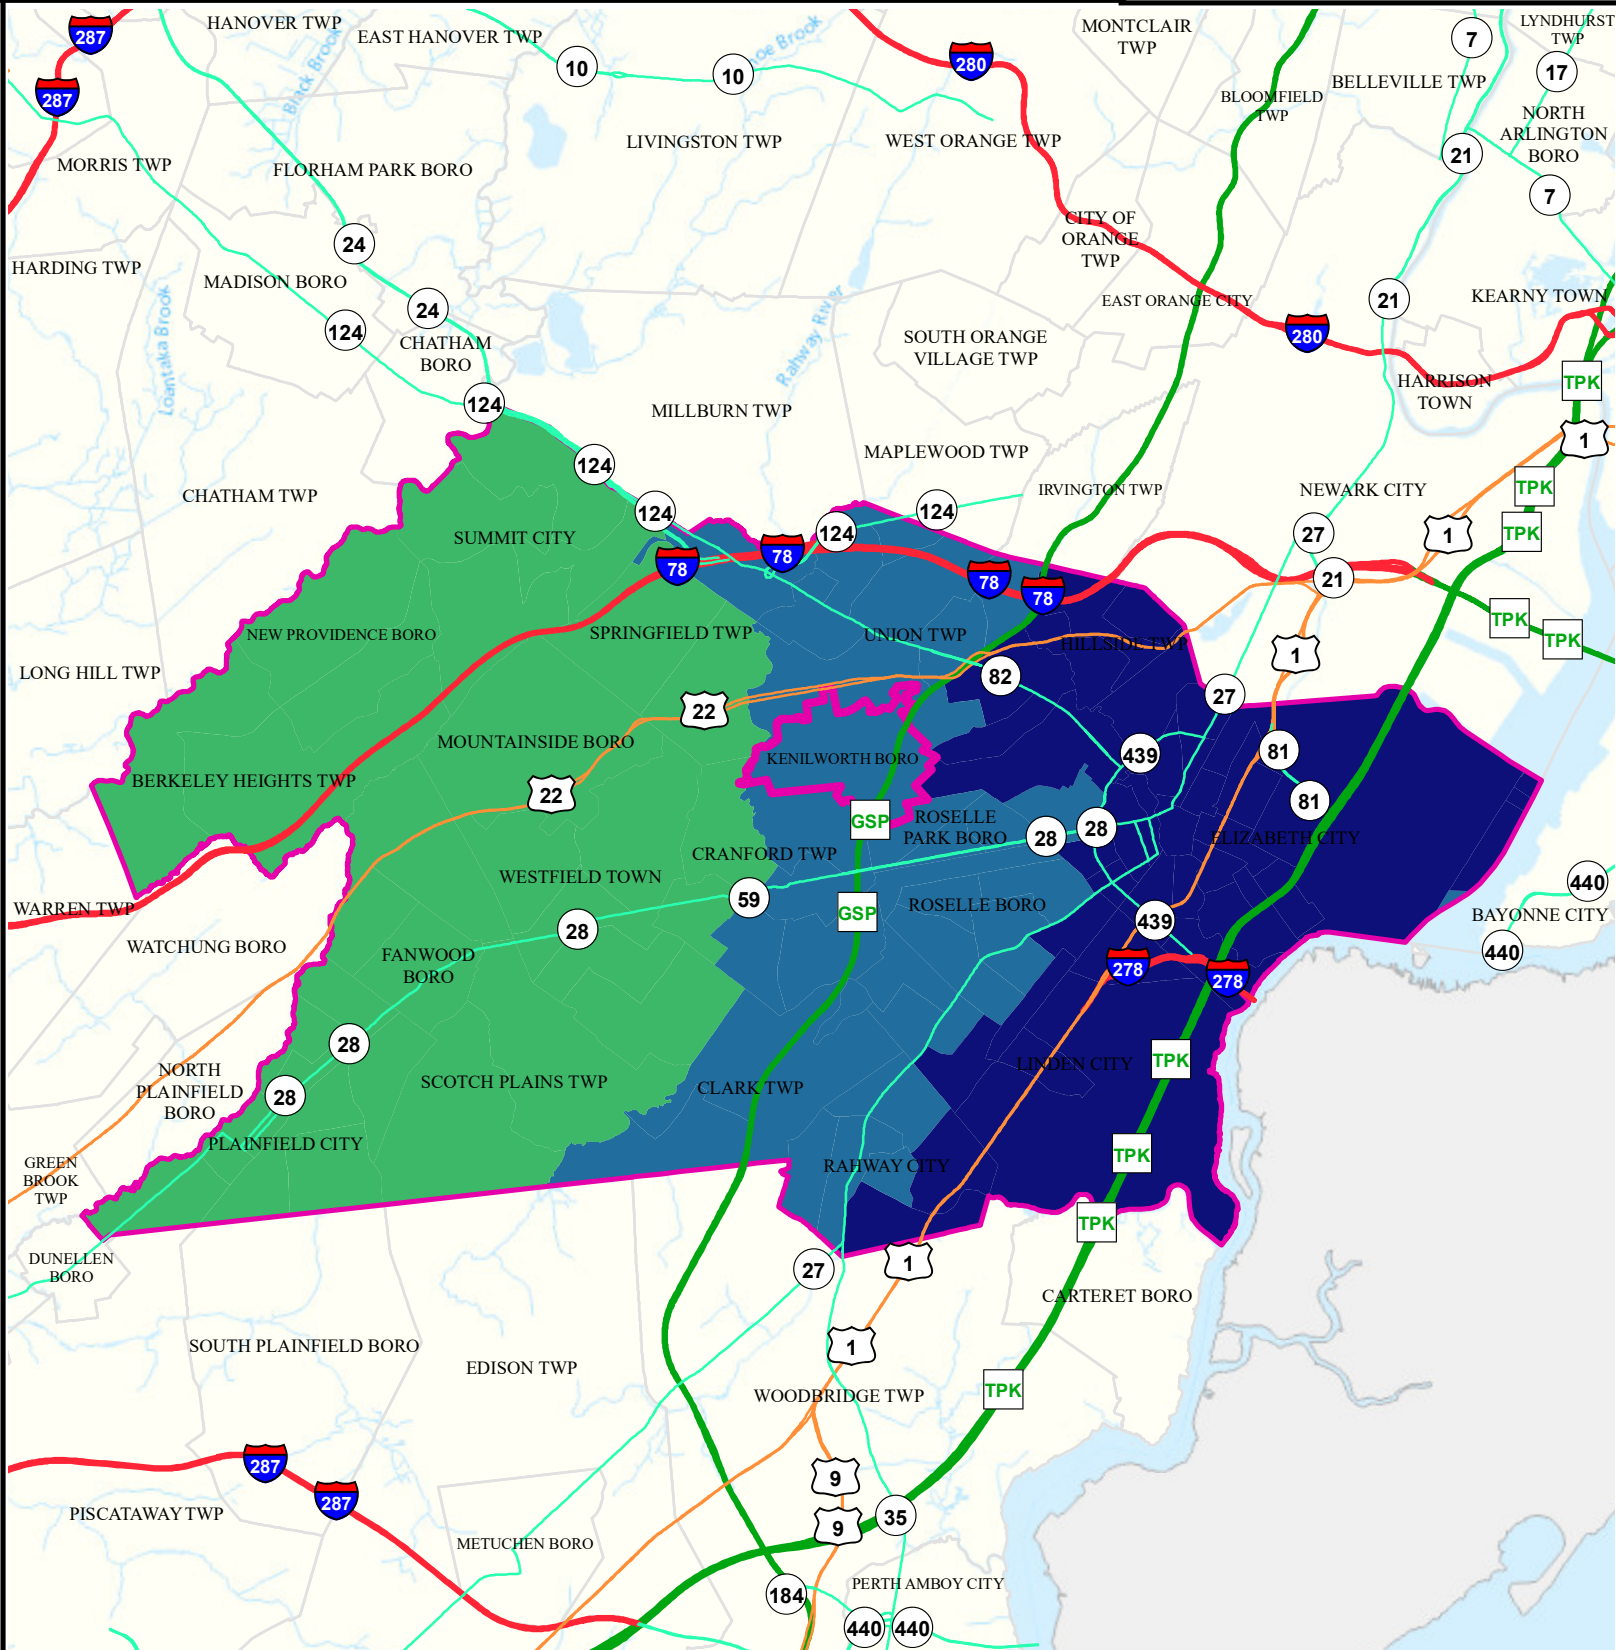 HANOVER TWP
EAST HANOVER TWP
MONTCLAIR
TWP
LYNDHURST
TWP
287
287
10
10
280
7
17
Brick Brook
oe Brook
BELLEVILLE TWP
BLOOMFIELD
TWP
NORTH
ARLINGTON
BORO
LIVINGSTON TWP
WEST ORANGE TWP
MORRIS TWP
FLORHAM PARK BORO
21
7
CITY OF
ORANGE
TWP
24
HARDING TWP
MADISON BORO
24
124
CHATHAM
BORO
Loantaka Brook
Rahway River
EAST ORANGE CITY
21
KEARNY TOWN
280
SOUTH ORANGE
VILLAGE TWP
HARRISON
TOWN
TPK
124
MILLBURN TWP
1
124
MAPLEWOOD TWP
CHATHAM TWP
IRVINGTON TWP
NEWARK CITY
TPK
124
124
124
SUMMIT CITY
27
1
TPK
78
78
78
78
21
NEW PROVIDENCE BORO
SPRINGFIELD TWP
UNION TWP
HILLSIDE TWP
TPK
TPK
1
LONG HILL TWP
82
27
22
MOUNTAINSIDE BORO
KENILWORTH BORO
439
81
BERKELEY HEIGHTS TWP
22
81
GSP
ROSELLE
PARK BORO
28
28
ELIZABETH CITY
CRANFORD TWP
WESTFIELD TOWN
440
59
WARREN TWP
GSP
ROSELLE BORO
439
BAYONNE CITY
WATCHUNG BORO
28
440
FANWOOD
BORO
278
278
28
NORTH
PLAINFIELD
BORO
SCOTCH PLAINS TWP
CLARK TWP
LINDEN CITY
TPK
28
PLAINFIELD CITY
TPK
GREEN
BROOK
TWP
RAHWAY CITY
TPK
DUNELLEN
BORO
27
1
CARTERET BORO
SOUTH PLAINFIELD BORO
EDISON TWP
1
WOODBRIDGE TWP
TPK
287
287
9
PISCATAWAY TWP
9
35
METUCHEN BORO
184
PERTH AMBOY CITY
440
440